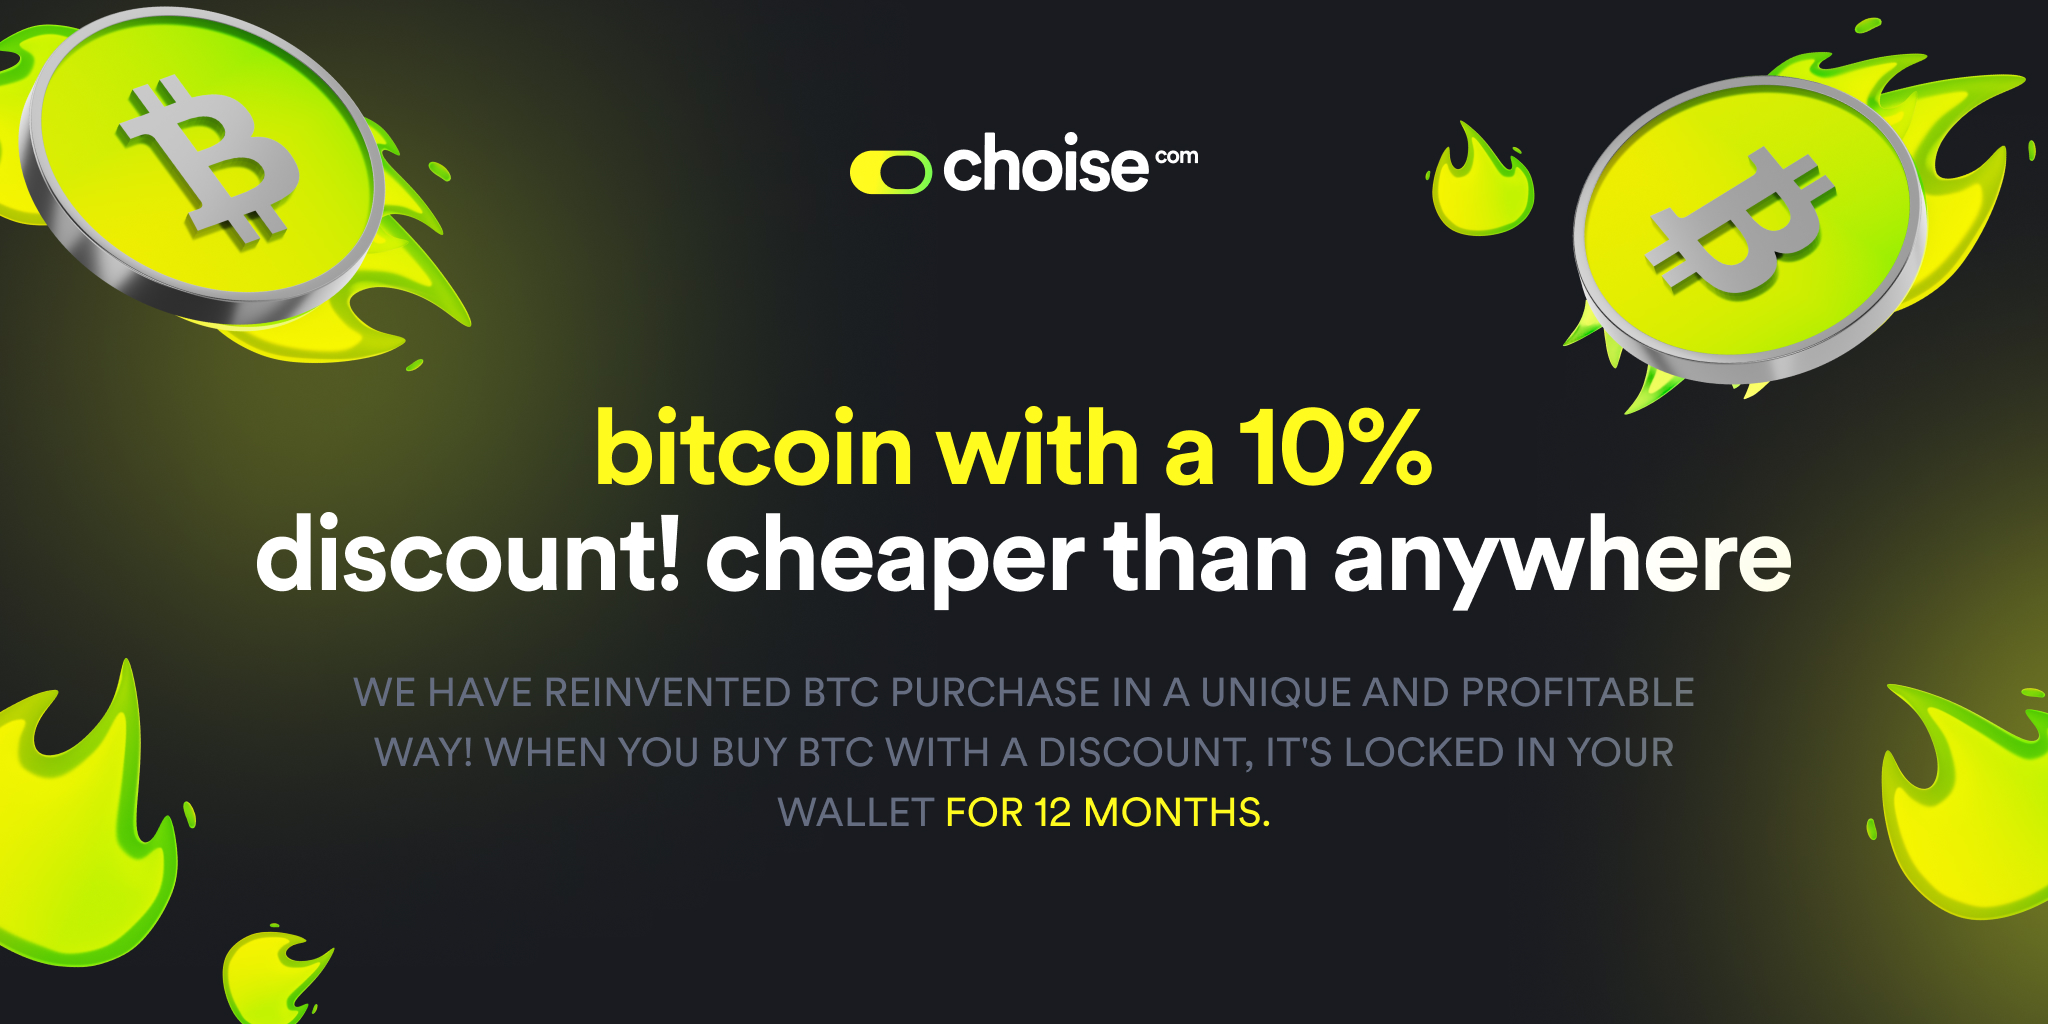 choise com
bitcoin with a 10%
discount! cheaper than anywhere
WE HAVE REINVENTED BTC PURCHASE IN A UNIQUE AND PROFITABLE
WAY! WHEN YOU BUY BTC WITH A DISCOUNT, IT'S LOCKED IN YOUR
WALLET FOR 12 MONTHS.